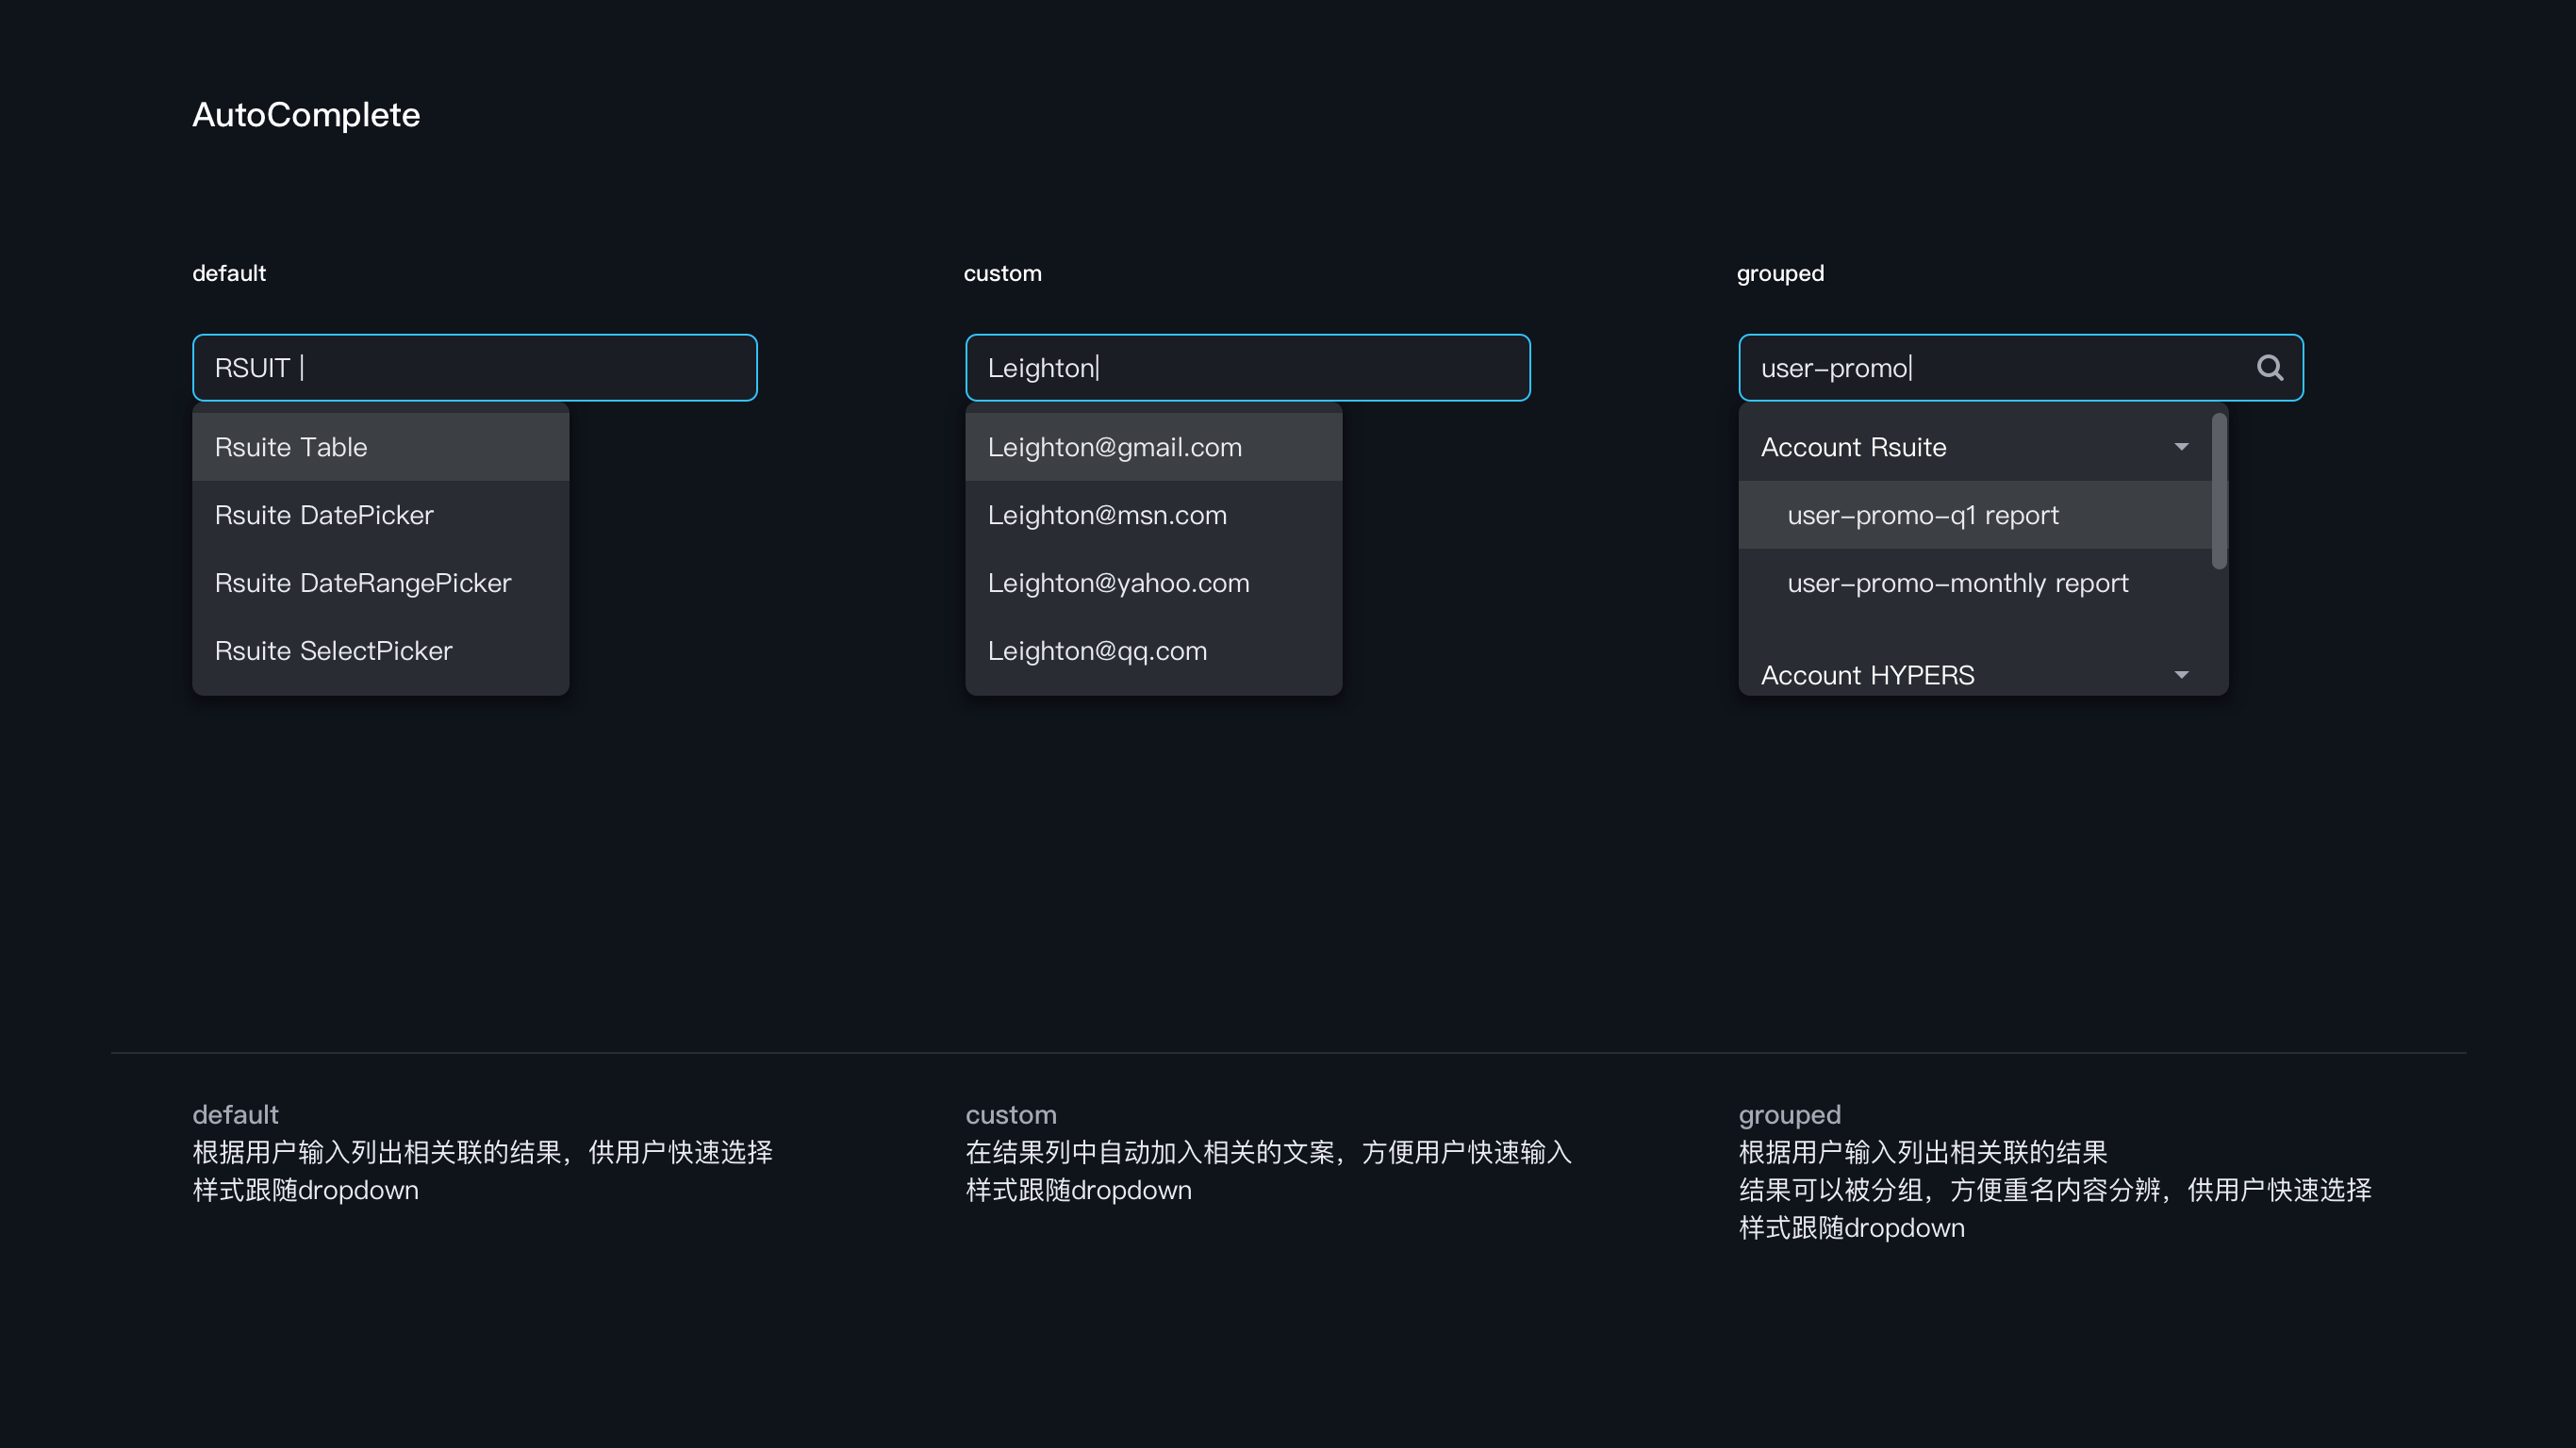 AutoComplete
default
RSUIT
Rsuite Table
Rsuite DatePicker
Rsuite DateRangePicker
Rsuite SelectPicker
custom
Leighton
Leighton@gmail.com
Leighton@msn.com
Leighton@yahoo.com
Leighton@qq.com
grouped
user-promo
Account Rsuite
user-promo-q1 report
user-promo-monthly report
Account HYPERS
default
根据用户输入列出相关联的结果，供用户快速选择
样式跟随dropdown
custom
在结果列中自动加入相关的文案，方便用户快速输入
样式跟随dropdown
grouped
根据用户输入列出相关联的结果
结果可以被分组，方便重名内容分辨，供用户快速选择
样式跟随dropdown